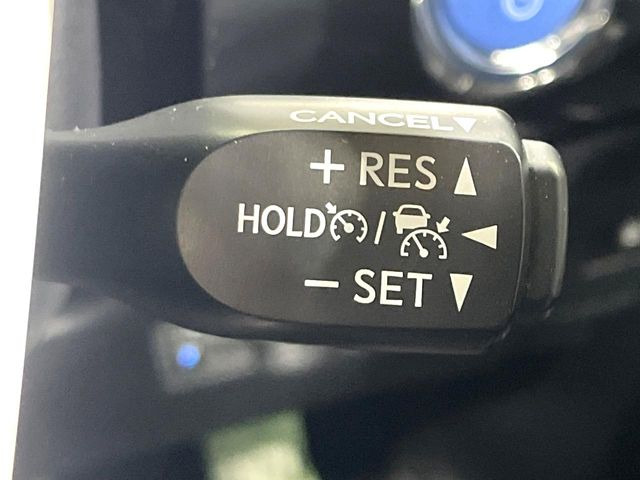 CANCEL▼
+ RES ▲
HOLD / ◀
− SET ▼